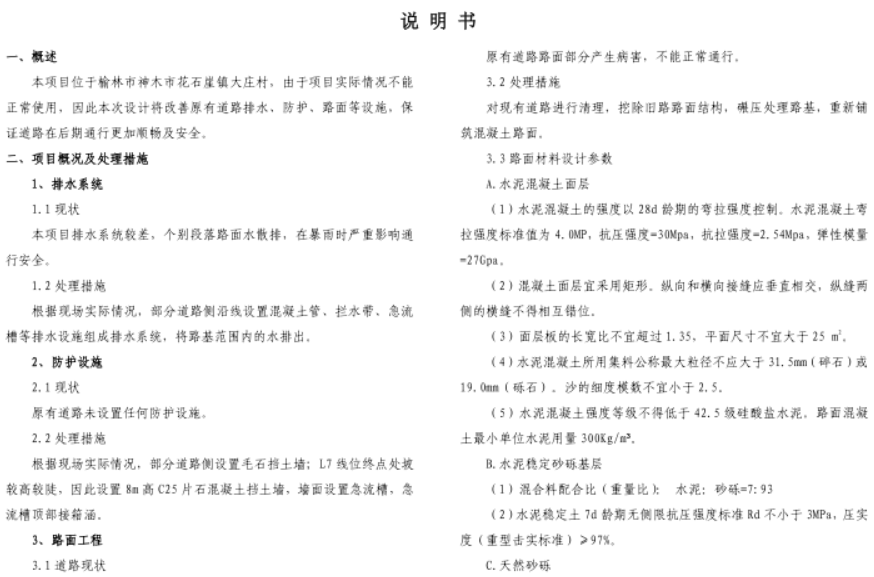 说明书
一、概述
本项目位于榆林市神木市花石崖镇大庄村，由于项目实际情况不能
正常使用，因此本次设计将改善原有道路排水、防护、路面等设施，保
证道路在后期通行更加顺畅及安全。
二、项目概况及处理措施
1、排水系统
1.1 现状
本项目排水系统较差，个别段落路面水散排，在暴雨时严重影响通
行安全。
1.2 处理措施
根据现场实际情况，部分道路侧沿线设置混凝土管、拦水带、急流
槽等排水设施组成排水系统，将路基范围内的水排出。
2、防护设施
2.1 现状
原有道路未设置任何防护设施。
2.2 处理措施
根据现场实际情况，部分道路侧设置毛石挡土墙；L7 线位终点处坡
较高较陡，因此设置 8m 高 C25 片石混凝土挡土墙，墙面设置急流槽，急
流槽顶部接箱涵。
3、路面工程
3.1 道路现状
原有道路路面部分产生病害，不能正常通行。
3.2 处理措施
对现有道路进行清理，挖除旧路路面结构，碾压处理路基，重新铺
筑混凝土路面。
3.3 路面材料设计参数
A.水泥混凝土面层
（1）水泥混凝土的强度以 28d 龄期的弯拉强度控制。水泥混凝土弯
拉强度标准值为 4.0MP，抗压强度=30Mpa，抗拉强度=2.54Mpa，弹性模量
=27Gpa。
（2）混凝土面层宜采用矩形。纵向和横向接缝应垂直相交，纵缝两
侧的横缝不得相互错位。
（3）面层板的长宽比不宜超过 1.35，平面尺寸不宜大于 25 m²。
（4）水泥混凝土所用集料公称最大粒径不应大于 31.5mm（碎石）或
19.0mm（砾石）。沙的细度模数不宜小于 2.5。
（5）水泥混凝土强度等级不得低于 42.5 级硅酸盐水泥。路面混凝
土最小单位水泥用量 300Kg/m³。
B.水泥稳定砂砾基层
（1）混合料配合比（重量比）： 水泥：砂砾=7:93
（2）水泥稳定土 7d 龄期无侧限抗压强度标准 Rd 不小于 3MPa，压实
度（重型击实标准）≥97%。
C.天然砂砾